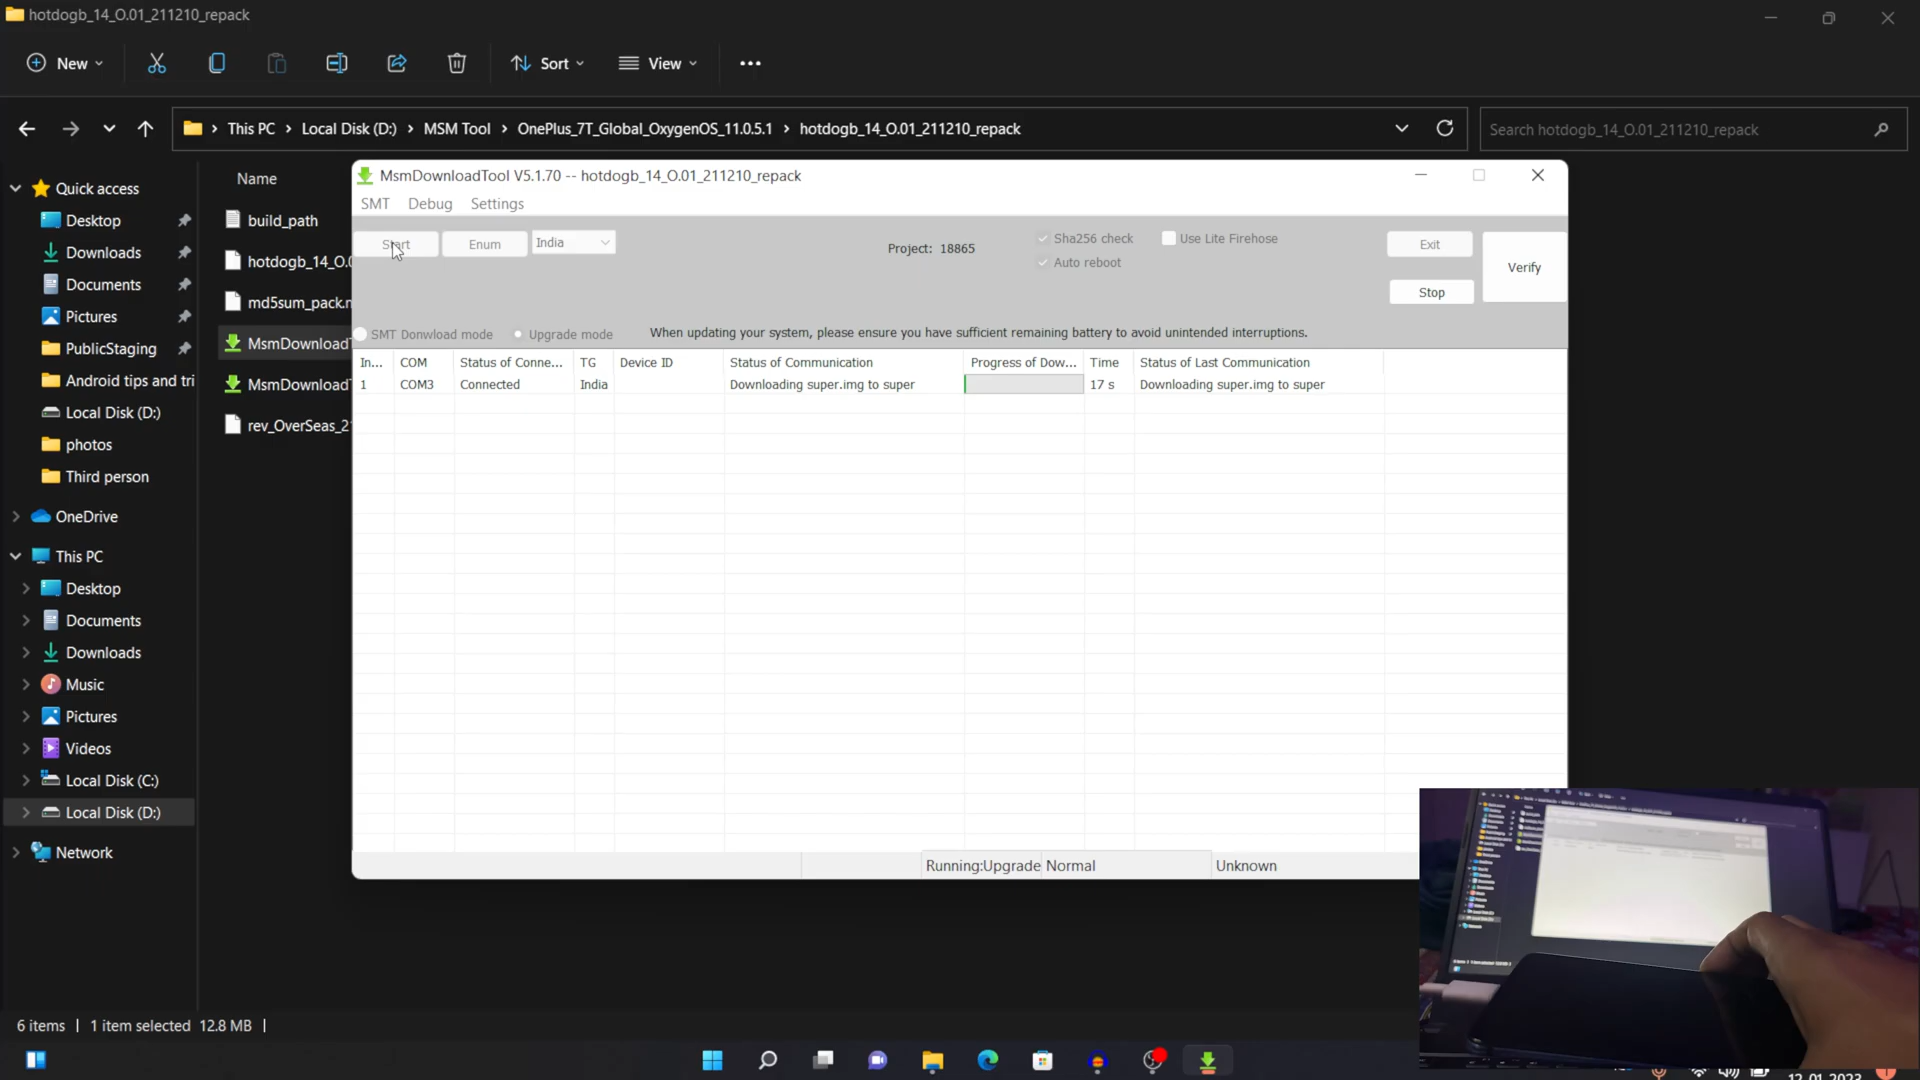 hotdogb_14_O.01_211210_repack
New
Sort
View
This PC
Local Disk (D:)
MSM Tool
OnePlus_7T_Global_OxygenOS_11.0.5.1
hotdogb_14_O.01_211210_repack
Search hotdogb_14_O.01_211210_repack
Quick access
Desktop
Downloads
Documents
Pictures
PublicStaging
Android tips and tri
Local Disk (D:)
photos
Third person
OneDrive
This PC
Desktop
Documents
Downloads
Music
Pictures
Videos
Local Disk (C:)
Local Disk (D:)
Network
Name
build_path
hotdogb_14_O.0
md5sum_pack.m
MsmDownloadT
MsmDownloadT
rev_OverSeas_2
MsmDownloadTool V5.1.70 -- hotdogb_14_O.01_211210_repack
SMT Debug Settings
Start
Enum
India
Project: 18865
Sha256 check
Use Lite Firehose
Auto reboot
Exit
Verify
Stop
SMT Donwload mode
Upgrade mode
When updating your system, please ensure you have sufficient remaining battery to avoid unintended interruptions.
In... COM Status of Conne... TG Device ID Status of Communication Progress of Dow... Time Status of Last Communication
1 COM3 Connected India Downloading super.img to super 17 s Downloading super.img to super
Running:Upgrade Normal Unknown
6 items 1 item selected 12.8 MB
12-01-2023